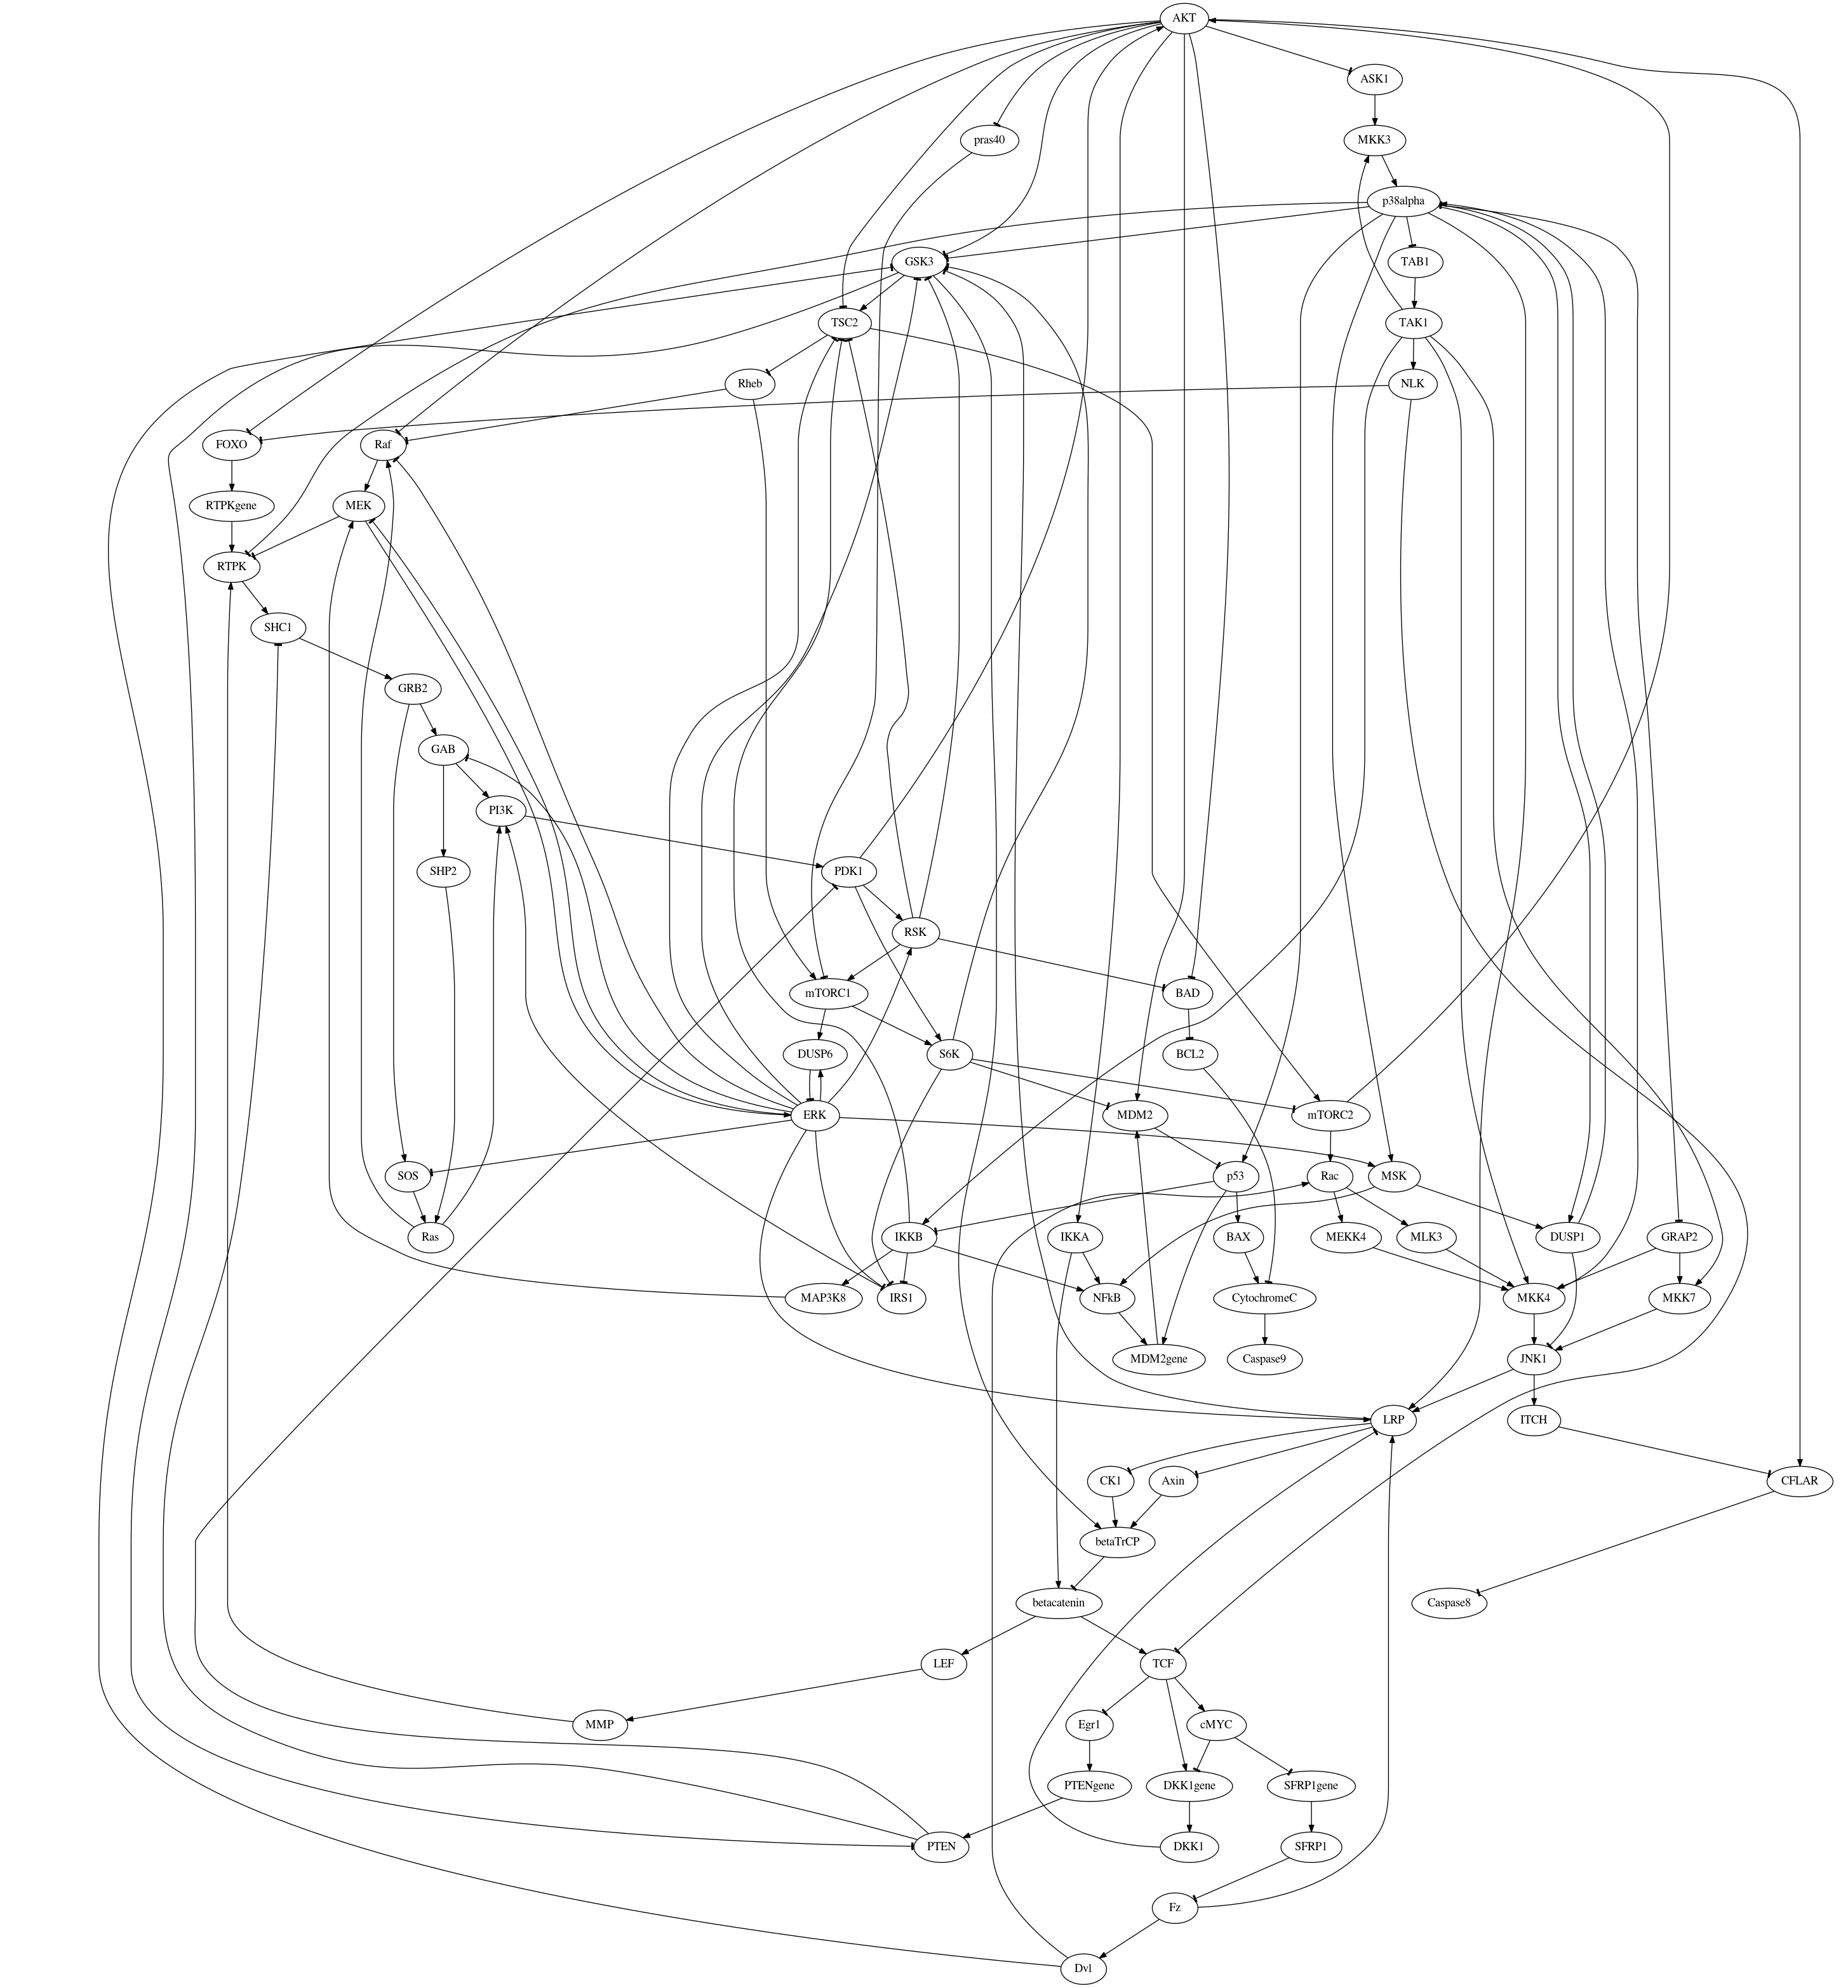 AKT
ASK1
pras40
MKK3
p38alpha
GSK3
TAB1
TSC2
TAK1
Rheb
NLK
FOXO
Raf
RTPKgene
MEK
RTPK
SHC1
GRB2
GAB
PI3K
SHP2
PDK1
RSK
mTORC1
BAD
DUSP6
S6K
BCL2
ERK
MDM2
mTORC2
SOS
p53
Rac
MSK
Ras
IKKB
IKKA
BAX
MEKK4
MLK3
DUSP1
GRAP2
MAP3K8
IRS1
NFkB
CytochromeC
MKK4
MKK7
MDM2gene
Caspase9
JNK1
LRP
ITCH
CK1
Axin
CFLAR
betaTrCP
betacatenin
Caspase8
LEF
TCF
MMP
Egr1
cMYC
PTENgene
DKK1gene
SFRP1gene
PTEN
DKK1
SFRP1
Fz
Dvl